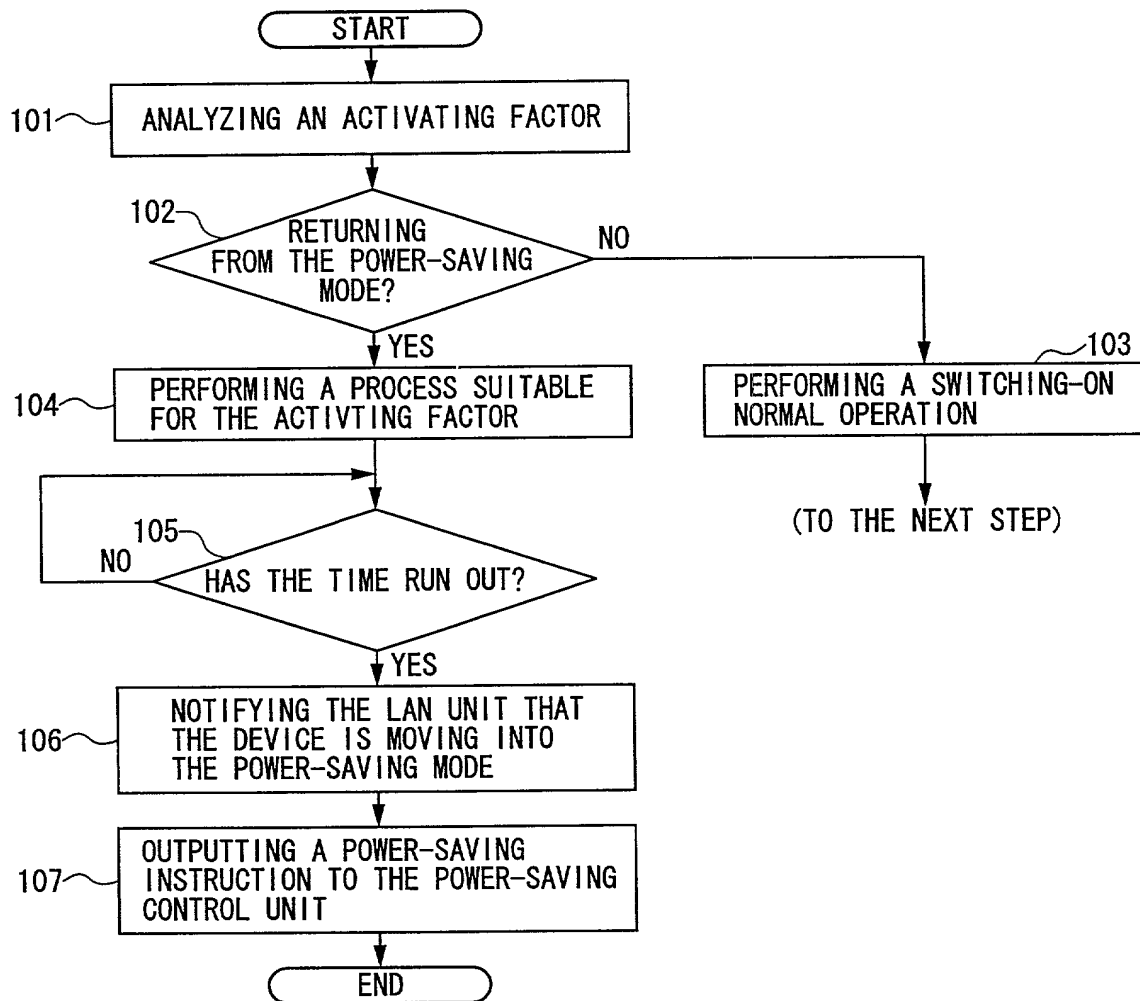 START
101
ANALYZING AN ACTIVATING FACTOR
102
RETURNING
FROM THE POWER-SAVING
MODE?
NO
YES
103
104
PERFORMING A PROCESS SUITABLE
FOR THE ACTIVTING FACTOR
PERFORMING A SWITCHING-ON
NORMAL OPERATION
(TO THE NEXT STEP)
105
NO
HAS THE TIME RUN OUT?
YES
106
NOTIFYING THE LAN UNIT THAT
THE DEVICE IS MOVING INTO
THE POWER-SAVING MODE
107
OUTPUTTING A POWER-SAVING
INSTRUCTION TO THE POWER-SAVING
CONTROL UNIT
END